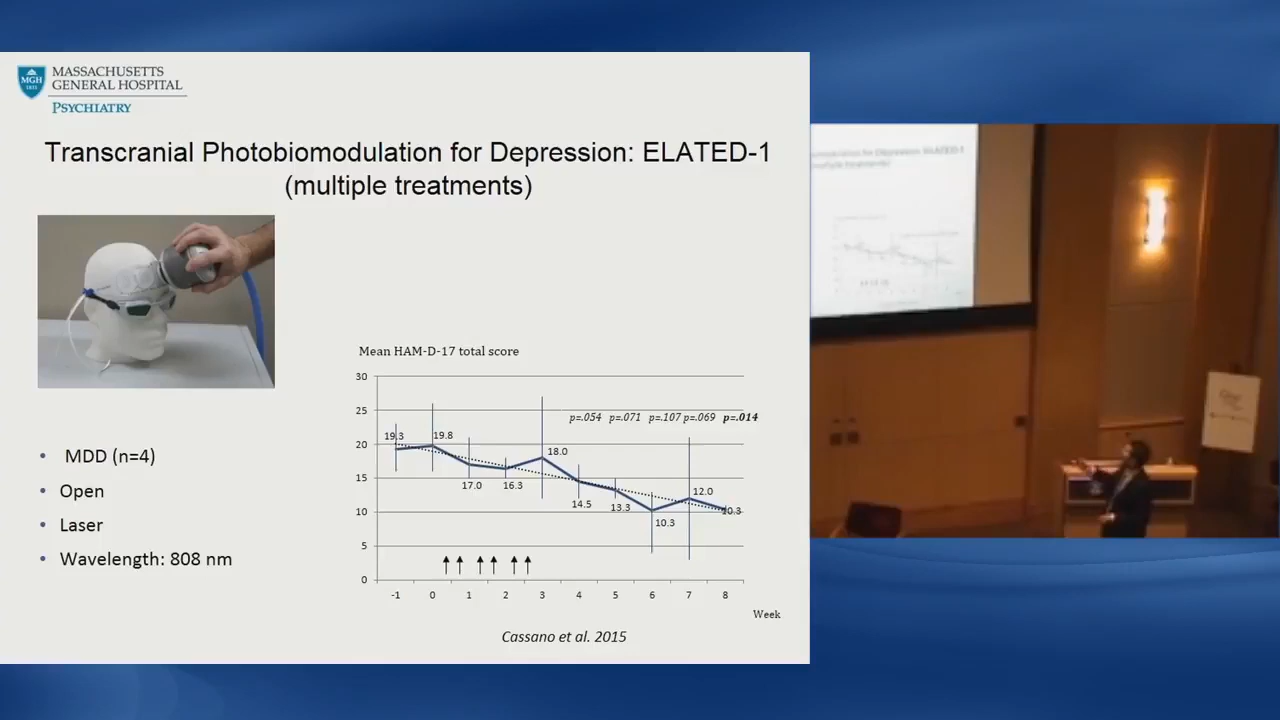 MGH
1811
MASSACHUSETTS
GENERAL HOSPITAL
PSYCHIATRY
Transcranial Photobiomodulation for Depression: ELATED-1
(multiple treatments)
• MDD (n=4)
• Open
• Laser
• Wavelength: 808 nm
Mean HAM-D-17 total score
30
25
20
15
10
5
0
p=.054 p=.071 p=.107 p=.069 p=.014
19.3
19.8
17.0
16.3
18.0
14.5
13.3
10.3
12.0
10.3
-1 0 1 2 3 4 5 6 7 8
Week
Cassano et al. 2015